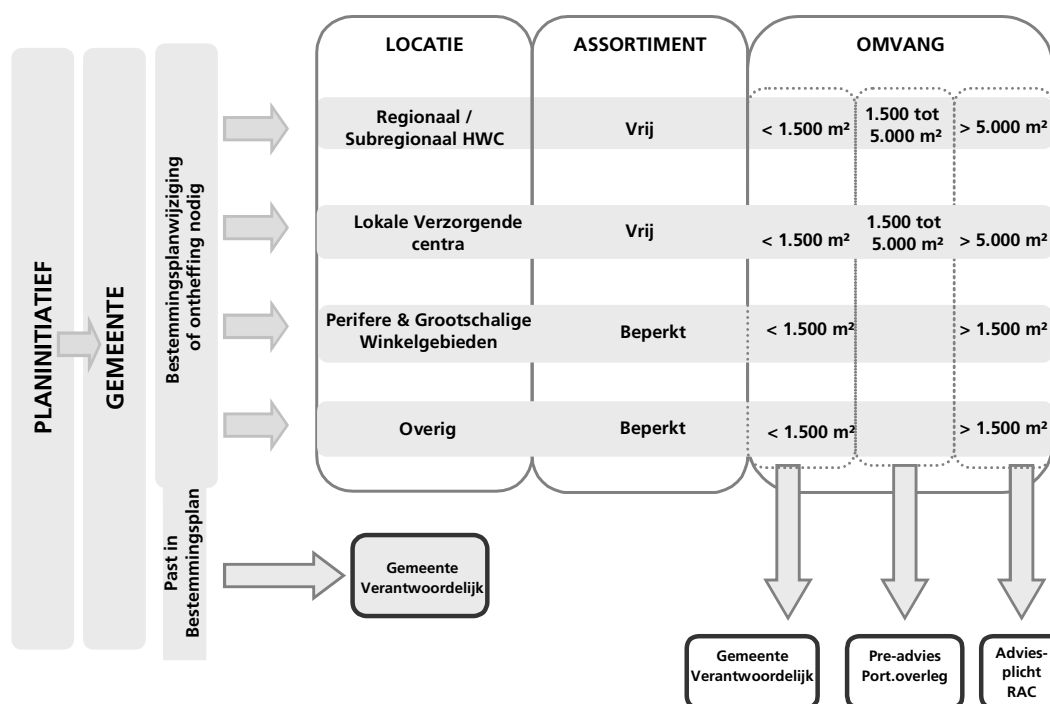 LOCATIE
ASSORTIMENT
OMVANG
PLANINITIATIEF
GEMEENTE
Bestemmingsplanwijziging
of ontheffing nodig
Regionaal /
Subregionaal HWC
Vrij
< 1.500 m²
1.500 tot
5.000 m²
> 5.000 m²
Lokale Verzorgende
centra
Vrij
< 1.500 m²
1.500 tot
5.000 m²
> 5.000 m²
Perifere & Grootschalige
Winkelgebieden
Beperkt
< 1.500 m²
> 1.500 m²
Overig
Beperkt
< 1.500 m²
> 1.500 m²
Past in
Bestemmingsplan
Gemeente
Verantwoordelijk
Gemeente
Verantwoordelijk
Pre-advies
Port.overleg
Advies-
plicht
RAC